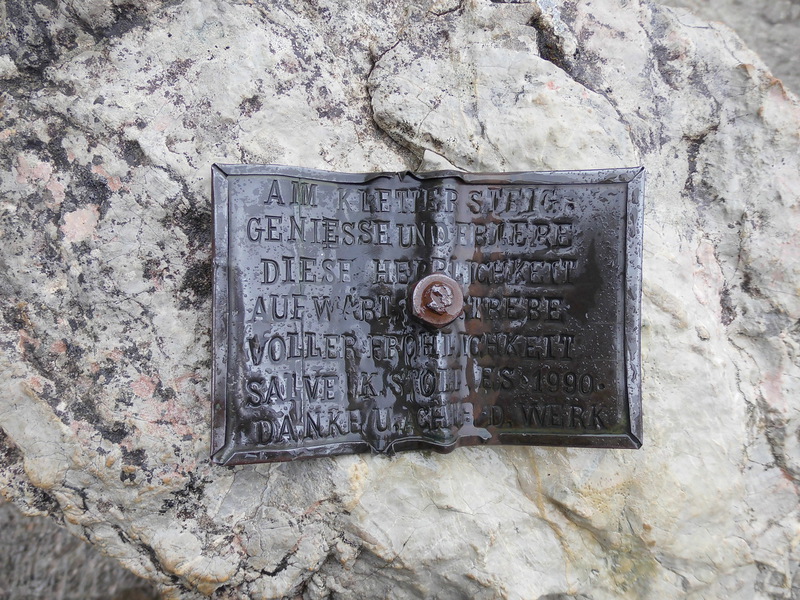 AM KLETTERSTEIG
GENIESSE UND ERLEBE
DIESE HERRLICHKEIT
AUFWÄRTS STREBE
VOLLER FRÖHLICHKEIT
SALVE 1990.
DANKE U. D. WERK